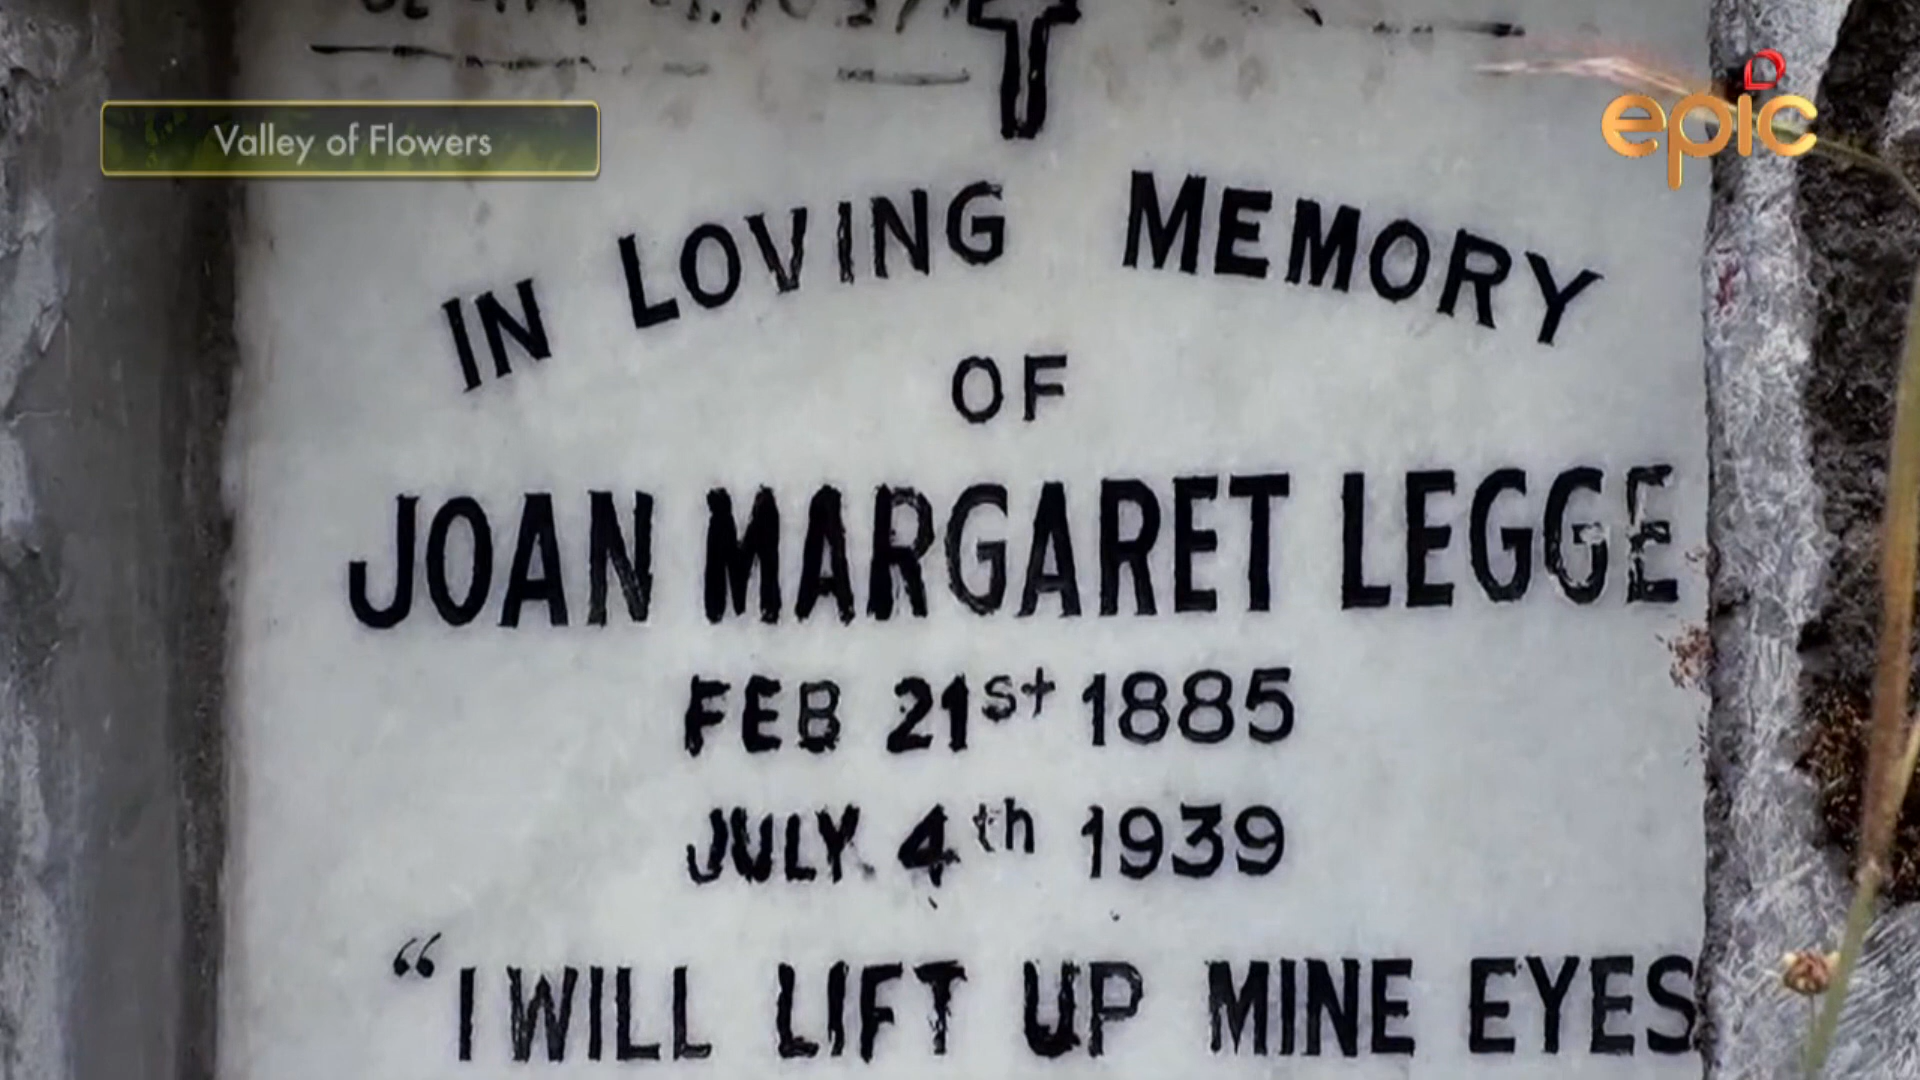 Valley of Flowers
epic
IN LOVING MEMORY
OF
JOAN MARGARET LEGGE
FEB 21st 1885
JULY 4th 1939
“I WILL LIFT UP MINE EYES